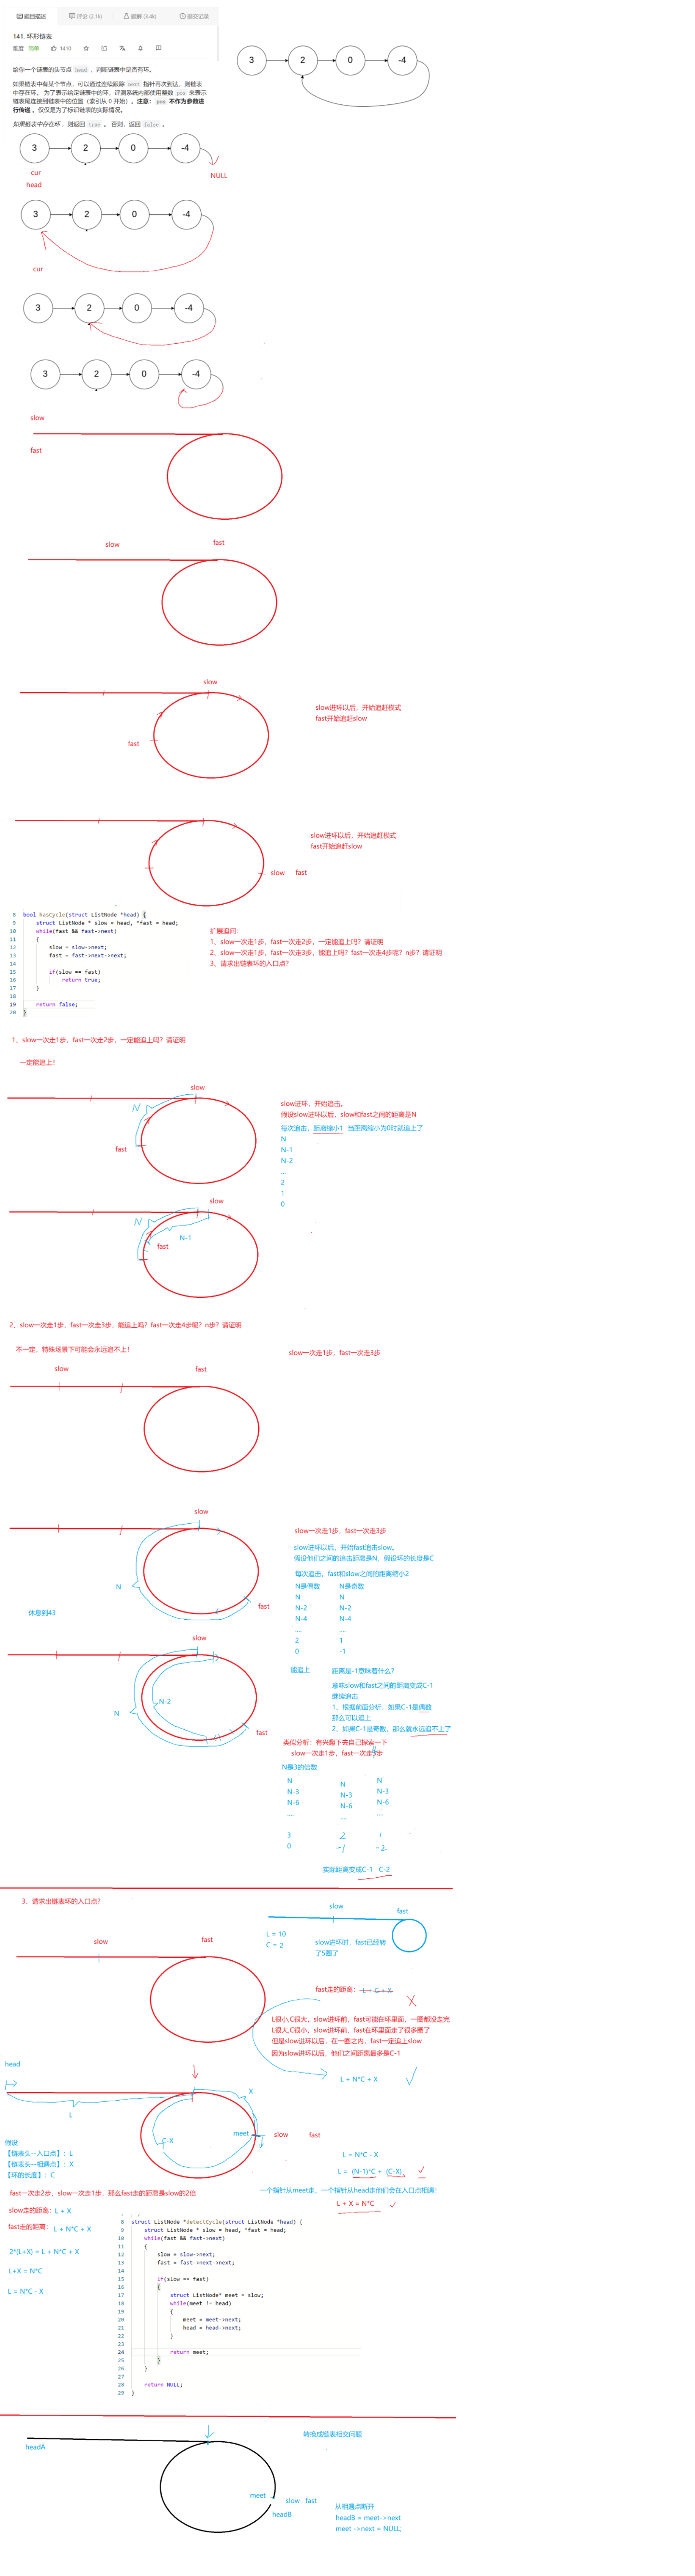 题目描述
评论 (2.1k)
题解 (3.4k)
提交记录
141. 环形链表
难度 简单 1410
给你一个链表的头节点 head ,判断链表中是否有环。
如果链表中有某个节点,可以通过连续跟踪 next 指针再次到达,则链表
中存在环。 为了表示给定链表中的环,评测系统内部使用整数 pos 来表示
链表尾连接到链表中的位置(索引从 0 开始)。注意:pos 不作为参数进
行传递 。仅仅是为了标识链表的实际情况。
如果链表中存在环 ,则返回 true 。 否则,返回 false 。
3 2 0 -4
3 2 0 -4
cur
head
NULL
3 2 0 -4
cur
3 2 0 -4
3 2 0 -4
slow
fast
slow fast
slow
slow进环以后,开始追赶模式
fast开始追赶slow
fast
slow进环以后,开始追赶模式
fast开始追赶slow
slow fast
8 bool hasCycle(struct ListNode *head) {
9 struct ListNode * slow = head, *fast = head;
10 while(fast && fast->next)
11 {
12 slow = slow->next;
13 fast = fast->next->next;
14
15 if(slow == fast)
16 return true;
17 }
18
19 return false;
20 }
扩展追问:
1、slow一次走1步,fast一次走2步,一定能追上吗?请证明
2、slow一次走1步,fast一次走3步,能追上吗?fast一次走4步呢?n步?请证明
3、请求出链表环的入口点?
1、slow一次走1步,fast一次走2步,一定能追上吗?请证明
一定能追上!
slow
N
fast
slow进环,开始追击。
假设slow进环以后,slow和fast之间的距离是N
每次追击,距离缩小1 当距离缩小为0时就追上了
N
N-1
N-2
...
2
1
0
slow
N
N-1
fast
2、slow一次走1步,fast一次走3步,能追上吗?fast一次走4步呢?n步?请证明
不一定,特殊场景下可能会永远追不上!
slow一次走1步,fast一次走3步
slow fast
slow
N
fast
休息到43
slow一次走1步,fast一次走3步
slow进环以后,开始fast追击slow。
假设他们之间的追击距离是N,假设环的长度是C
每次追击,fast和slow之间的距离缩小2
N是偶数 N是奇数
N N
N-2 N-2
N-4 N-4
.... ....
2 1
0 -1
slow
N
N-2
fast
能追上 距离是-1意味着什么?
意味slow和fast之间的距离变成C-1
继续追击
1、根据前面分析,如果C-1是偶数
那么可以追上
2、如果C-1是奇数,那么就永远追不上了
类似分析:有兴趣下去自己探索一下
slow一次走1步,fast一次走4步
N是3的倍数
N N N
N-3 N-3 N-3
N-6 N-6 N-6
.... .... ....
3 2 1
0 -1 -2
实际距离变成C-1 C-2
3、请求出链表环的入口点?
slow fast
slow fast
L = 10
C = 2
slow进环时,fast已经转
了5圈了
fast走的距离:L + C + X
L很小,C很大,slow进环前,fast可能在环里面,一圈都没走完
L很大,C很小,slow进环前,fast在环里面走了很多圈了
但是slow进环以后,在一圈之内,fast一定追上slow
因为slow进环以后,他们之间距离最多是C-1
L + N*C + X
head
L
X
C-X
meet slow fast
假设
【链表头--入口点】:L
【链表头--相遇点】:X
【环的长度】:C
fast一次走2步,slow一次走1步,那么fast走的距离是slow的2倍
slow走的距离:L + X
fast走的距离:L + N*C + X
2*(L+X) = L + N*C + X
L+X = N*C
L = N*C - X
L = N*C - X
L = (N-1)*C + (C-X)
一个指针从meet走,一个指针从head走他们会在入口点相遇!
L + X = N*C
8 struct ListNode *detectCycle(struct ListNode *head) {
9 struct ListNode * slow = head, *fast = head;
10 while(fast && fast->next)
11 {
12 slow = slow->next;
13 fast = fast->next->next;
14
15 if(slow == fast)
16 {
17 struct ListNode* meet = slow;
18 while(meet != head)
19 {
20 meet = meet->next;
21 head = head->next;
22 }
23
24 return meet;
25 }
26 }
27
28 return NULL;
29 }
headA
转换成链表相交问题
meet
slow fast
headB
从相遇点断开
headB = meet->next
meet ->next = NULL;